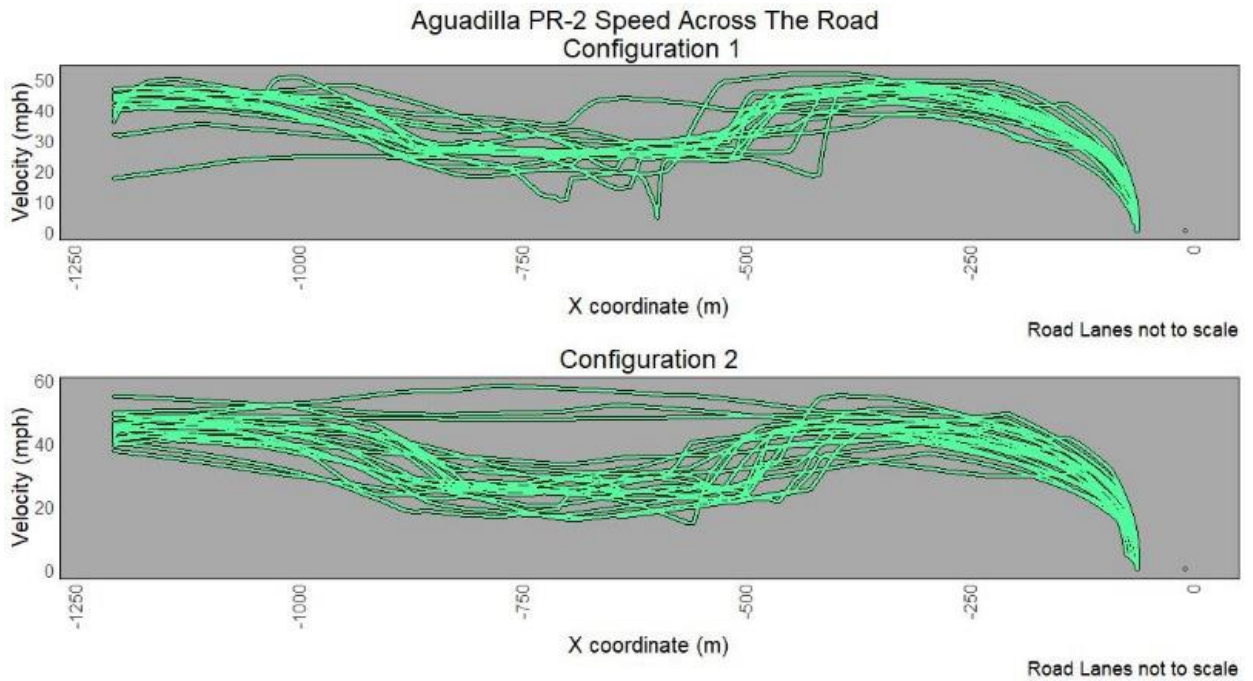 Aguadilla PR-2 Speed Across The Road
Configuration 1
Velocity (mph)
50
40
30
20
10
0
-1250
-1000
-750
-500
-250
0
X coordinate (m)
Road Lanes not to scale
Configuration 2
Velocity (mph)
60
40
20
0
-1250
-1000
-750
-500
-250
0
X coordinate (m)
Road Lanes not to scale